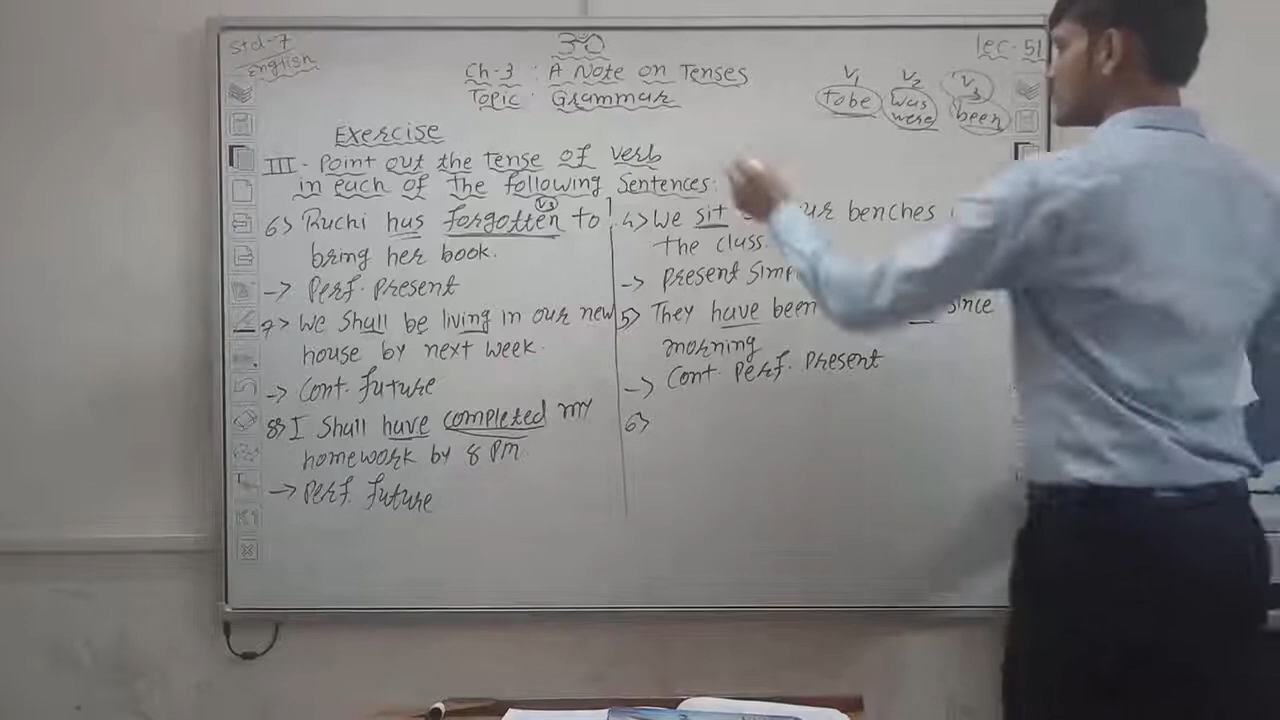 Std-7
English
ૐ
Lec-51
Ch-3 : A Note on Tenses
Topic : Grammar
V1 V2 V3
to be was were been
Exercise
III - Point out the tense of verb
in each of the following sentences:
6> Ruchi has forgotten (V3) to
bring her book.
-> Perf. Present
7> We shall be living in our new
house by next week.
-> Cont. future
8> I shall have completed my
homework by 8 PM.
-> Perf. future
4> We sit our benches
the class.
-> Present
5> They have been since
morning
-> Cont. Perf. Present
6>